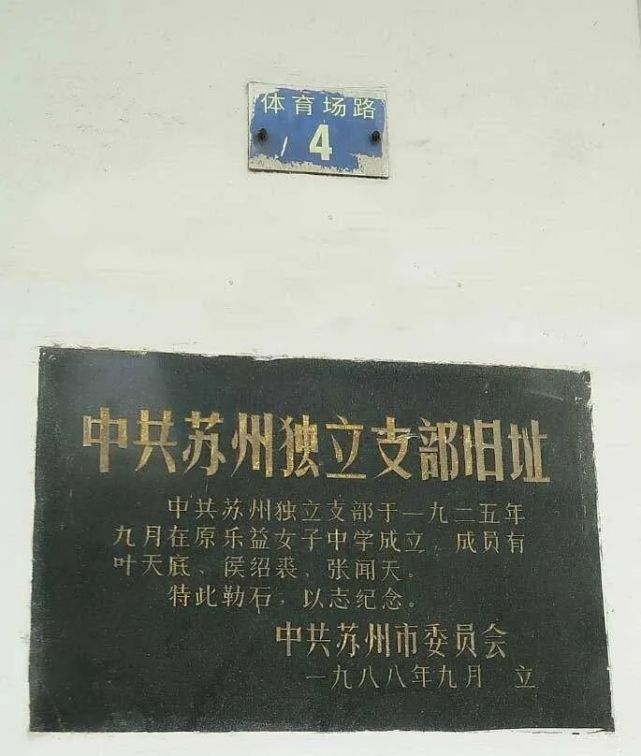 体育场路
4
中共苏州独立支部旧址
中共苏州独立支部于一九二五年
九月在原乐益女子中学成立，成员有
叶天底、侯绍裘、张闻天。
特此勒石，以志纪念。
中共苏州市委员会
一九八八年九月 立